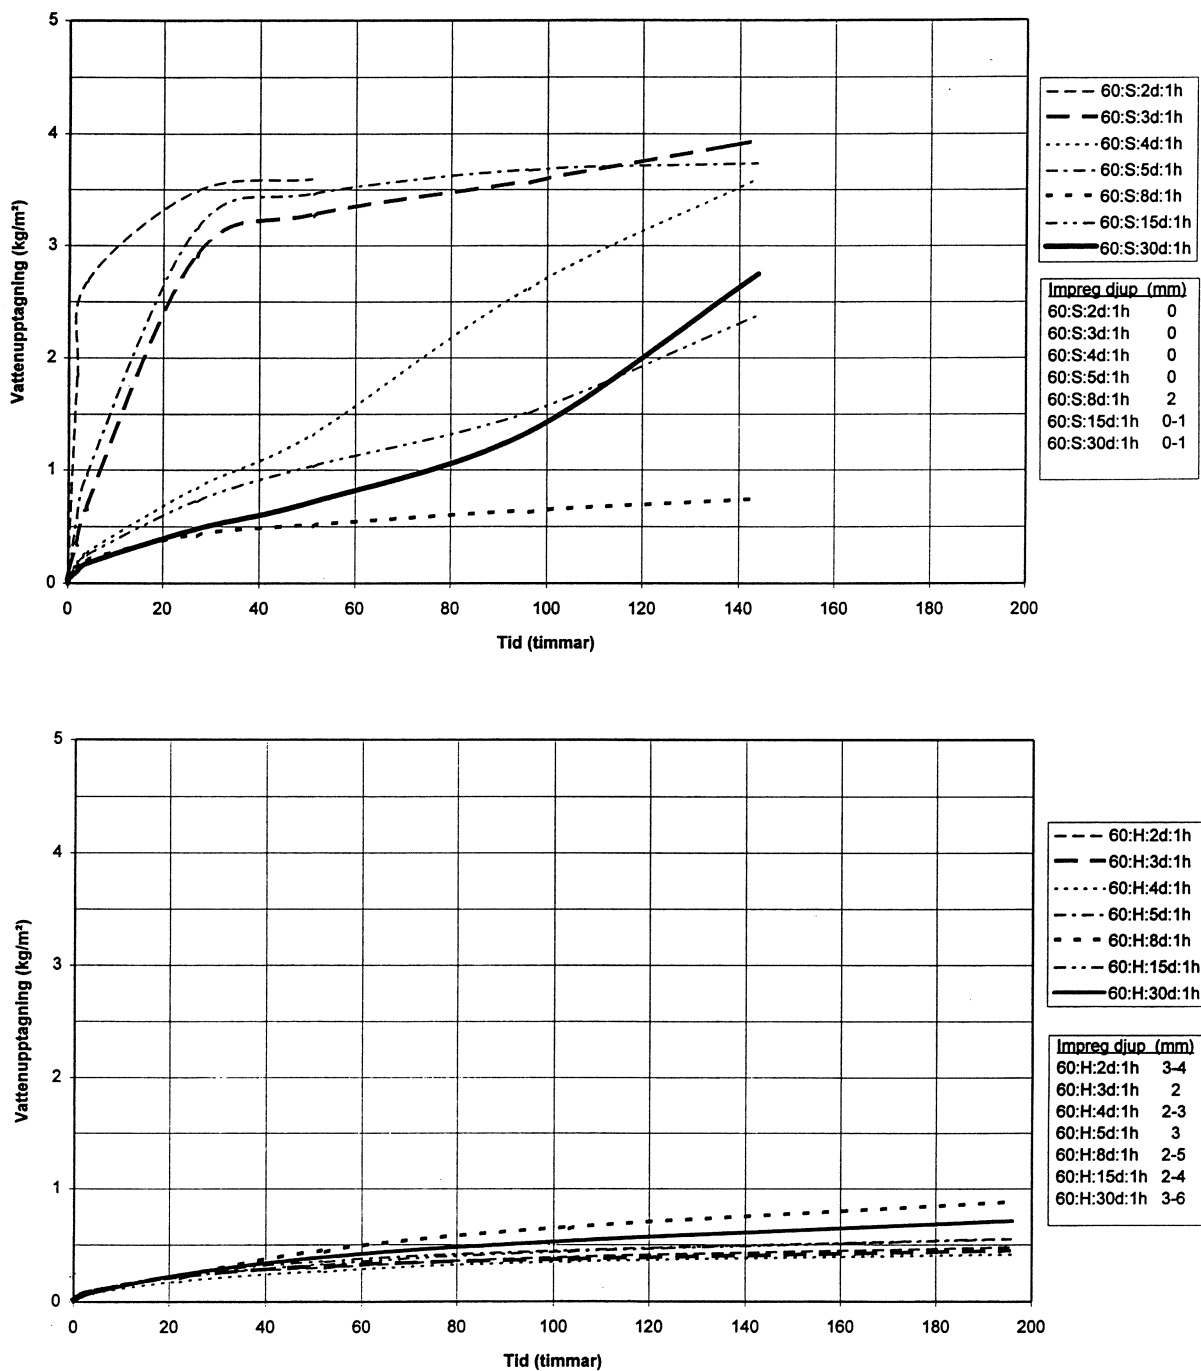 5
4
3
2
1
0
Vattenupptagning (kg/m²)
0 20 40 60 80 100 120 140 160 180 200
Tid (timmar)
60:S:2d:1h
60:S:3d:1h
60:S:4d:1h
60:S:5d:1h
60:S:8d:1h
60:S:15d:1h
60:S:30d:1h
Impreg djup (mm)
60:S:2d:1h 0
60:S:3d:1h 0
60:S:4d:1h 0
60:S:5d:1h 0
60:S:8d:1h 2
60:S:15d:1h 0-1
60:S:30d:1h 0-1
5
4
3
2
1
0
Vattenupptagning (kg/m²)
0 20 40 60 80 100 120 140 160 180 200
Tid (timmar)
60:H:2d:1h
60:H:3d:1h
60:H:4d:1h
60:H:5d:1h
60:H:8d:1h
60:H:15d:1h
60:H:30d:1h
Impreg djup (mm)
60:H:2d:1h 3-4
60:H:3d:1h 2
60:H:4d:1h 2-3
60:H:5d:1h 3
60:H:8d:1h 2-5
60:H:15d:1h 2-4
60:H:30d:1h 3-6